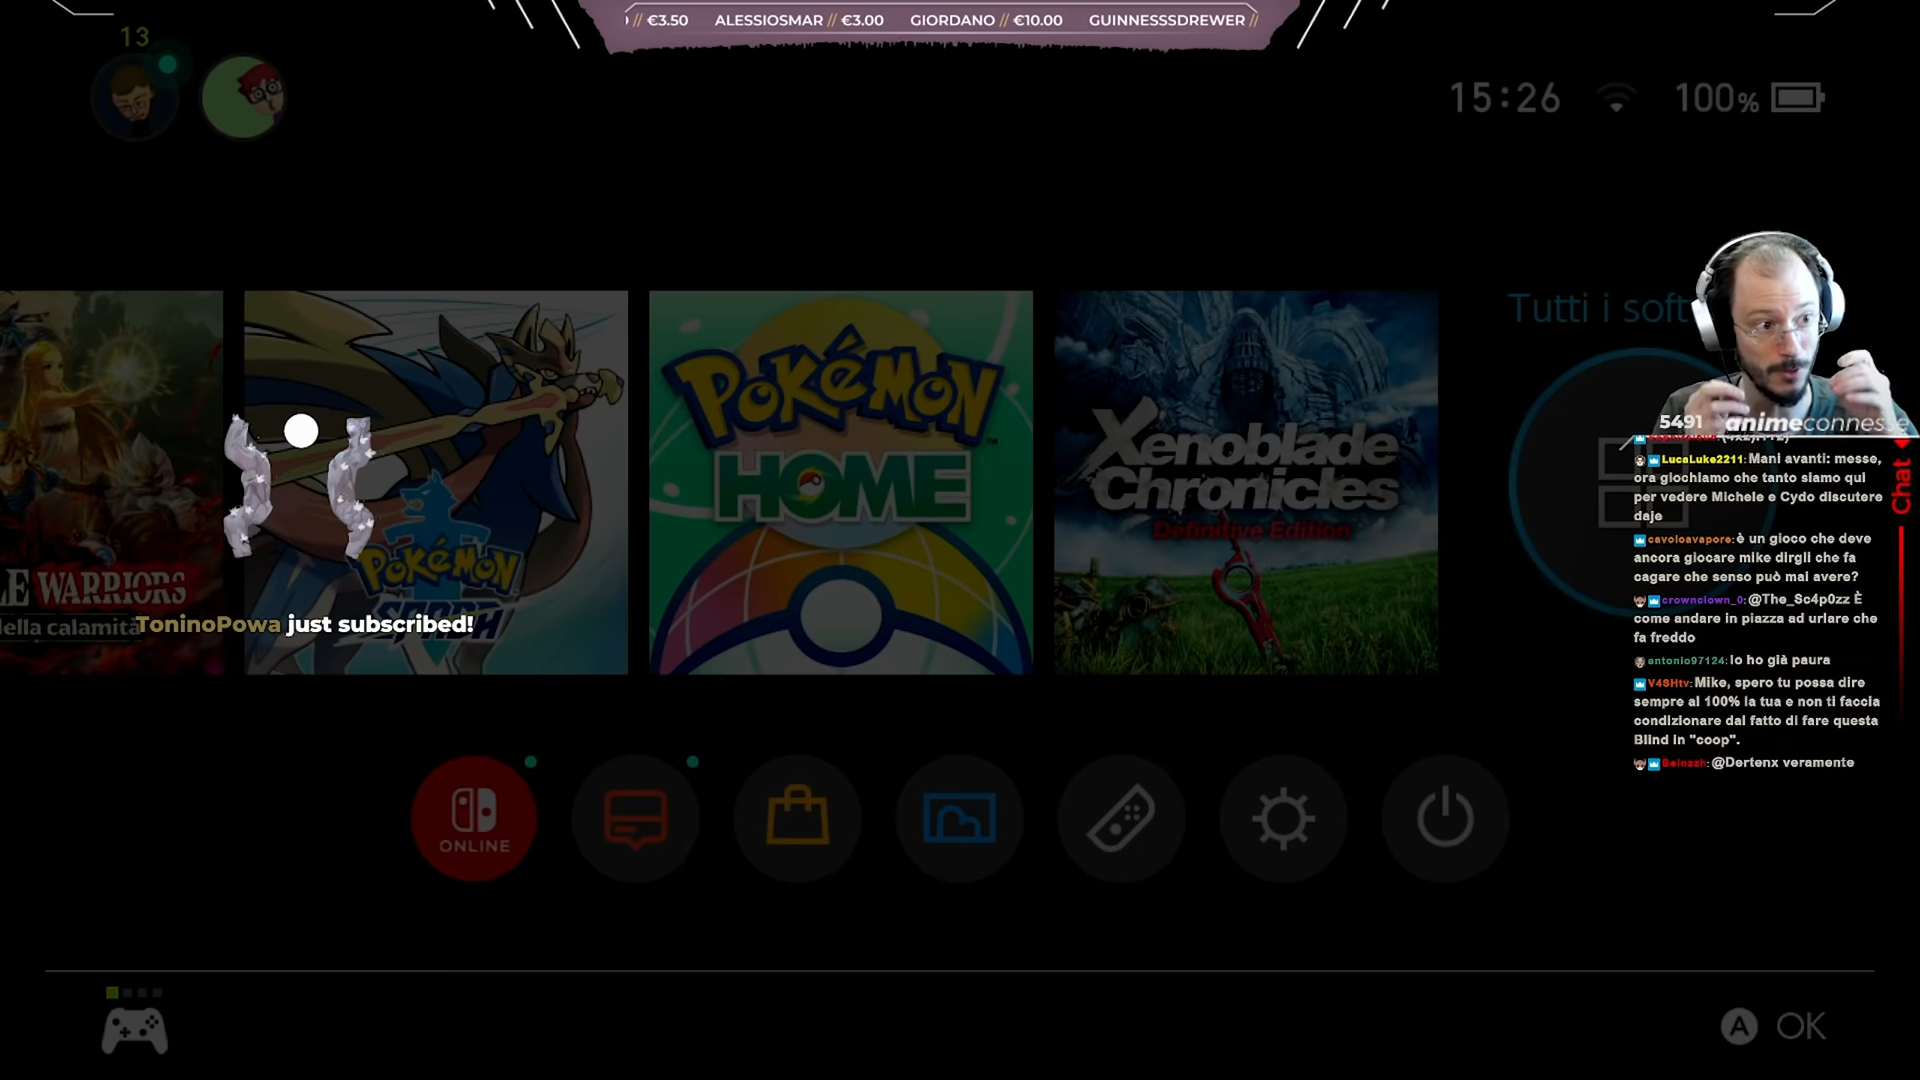 // €3.50 ALESSIOSMAR // €3.00 GIORDANO // €10.00 GUINNESSSDREWER //
13
15:26 100%
Tutti i soft
POKÉMON HOME
Xenoblade Chronicles
Definitive Edition
E WARRIORS
della calamità
POKÉMON
ToninoPowa just subscribed!
5491 animeconnesse
Chat
LucaLuke2211: Mani avanti: messe,
ora giochiamo che tanto siamo qui
per vedere Michele e Cydo discutere
daje
cavoloavapore: è un gioco che deve
ancora giocare mike dirgli che fa
cagare che senso può mai avere?
crownclown_0: @The_Sc4p0zz È
come andare in piazza ad urlare che
fa freddo
antonio97124: Io ho già paura
V4SHtv: Mike, spero tu possa dire
sempre al 100% la tua e non ti faccia
condizionare dal fatto di fare questa
Blind in "coop".
Beinzzh: @Dertenx veramente
ONLINE
A OK